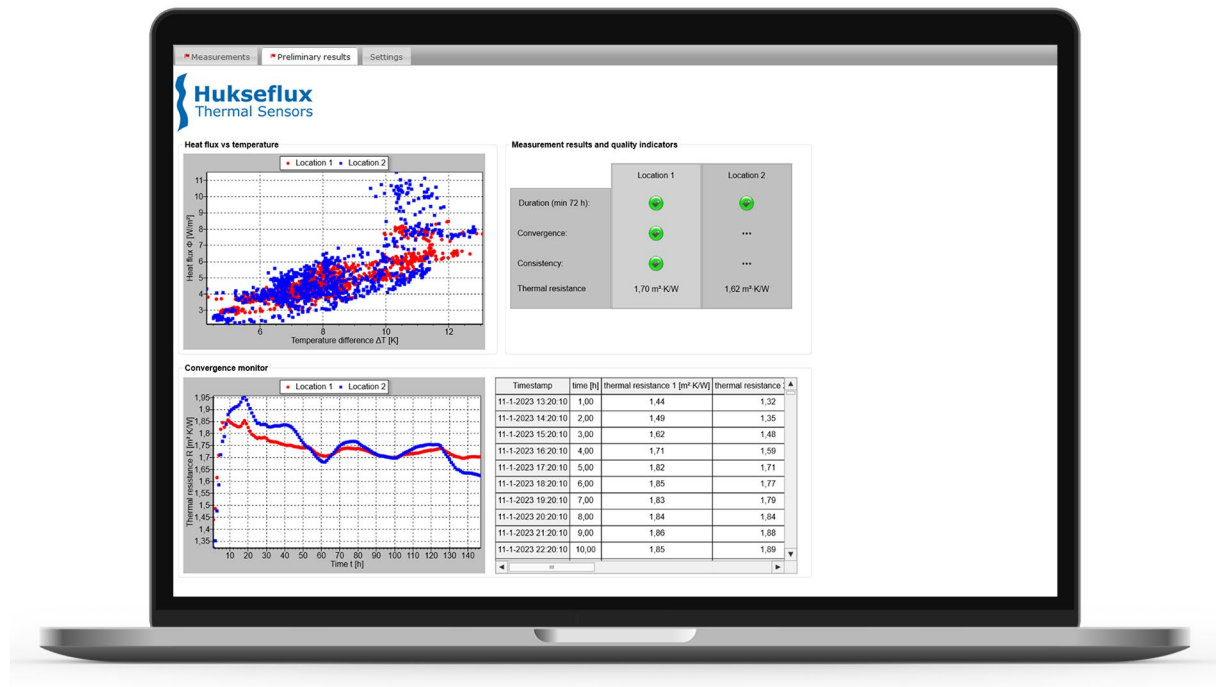 Measurements Preliminary results Settings
Hukseflux
Thermal Sensors
Heat flux vs temperature
Location 1 Location 2
11
10
9
8
7
6
5
4
3
Heat flux Φ [W/m²]
6 8 10 12
Temperature difference ΔT [K]
Measurement results and quality indicators
Location 1 Location 2
Duration (min 72 h):
Convergence: ...
Consistency: ...
Thermal resistance 1,70 m²·K/W 1,62 m²·K/W
Convergence monitor
Location 1 Location 2
1,95
1,9
1,85
1,8
1,75
1,7
1,65
1,6
1,55
1,5
1,45
1,4
1,35
Thermal resistance R [m²·K/W]
10 20 30 40 50 60 70 80 90 100 110 120 130 140
Time t [h]
Timestamp time [h] thermal resistance 1 [m²·K/W] thermal resistance
11-1-2023 13:20:10 1,00 1,44 1,32
11-1-2023 14:20:10 2,00 1,49 1,35
11-1-2023 15:20:10 3,00 1,62 1,48
11-1-2023 16:20:10 4,00 1,71 1,59
11-1-2023 17:20:10 5,00 1,82 1,71
11-1-2023 18:20:10 6,00 1,85 1,77
11-1-2023 19:20:10 7,00 1,83 1,79
11-1-2023 20:20:10 8,00 1,84 1,84
11-1-2023 21:20:10 9,00 1,86 1,88
11-1-2023 22:20:10 10,00 1,85 1,89